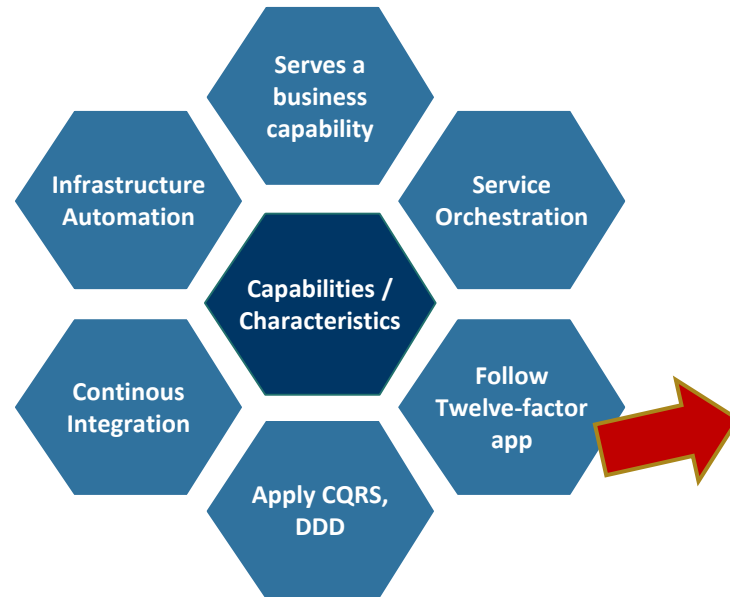 Serves a
business
capability
Infrastructure
Automation
Service
Orchestration
Capabilities /
Characteristics
Continous
Integration
Follow
Twelve-factor
app
Apply CQRS,
DDD